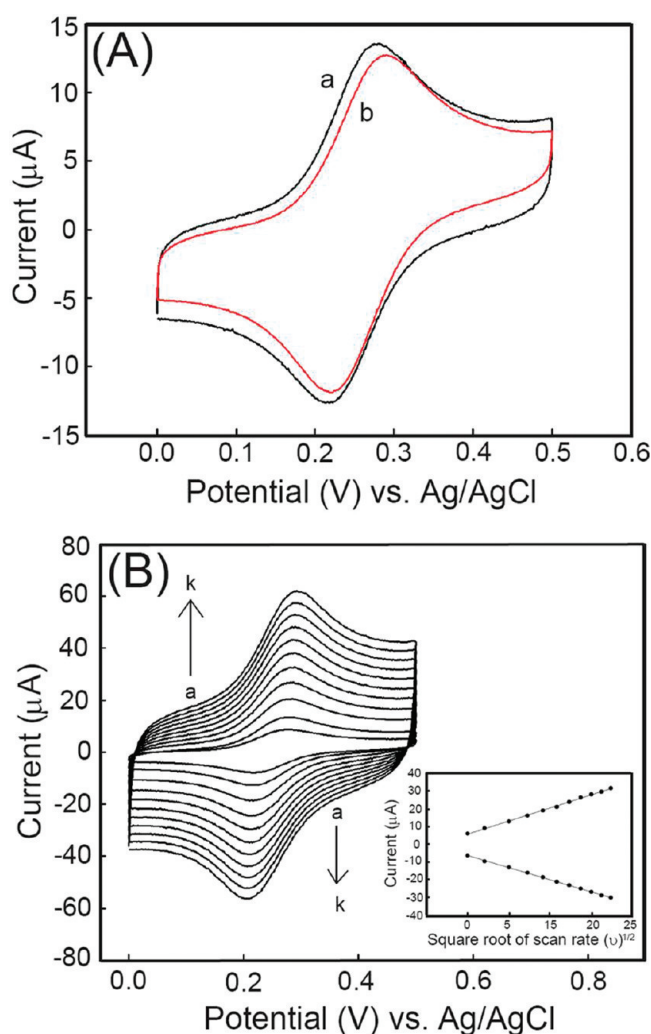 (A)
15
10
5
0
-5
-10
-15
a
b
Current (μA)
0.0 0.1 0.2 0.3 0.4 0.5 0.6
Potential (V) vs. Ag/AgCl
(B)
80
60
40
20
0
-20
-40
-60
-80
k
a
a
k
Current (μA)
40
30
20
10
0
-10
-20
-30
-40
Current (μA)
0 5 10 15 20 25
Square root of scan rate (υ)1/2
0.0 0.2 0.4 0.6 0.8
Potential (V) vs. Ag/AgCl